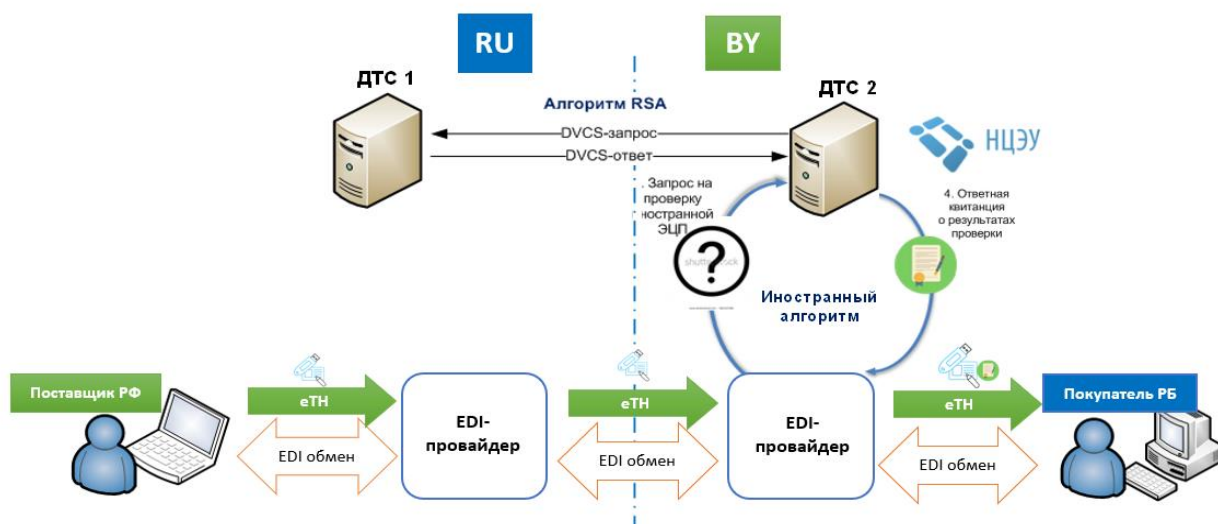 RU
BY
ДТС 1
ДТС 2
Алгоритм RSA
DVCS-запрос
DVCS-ответ
НЦЭУ
. Запрос на
проверку
иностранной
ЭЦП
4. Ответная
квитанция
о результатах
проверки
?
Иностранный
алгоритм
Поставщик РФ
eTH
EDI обмен
EDI-
провайдер
eTH
EDI обмен
EDI-
провайдер
eTH
EDI обмен
Покупатель РБ